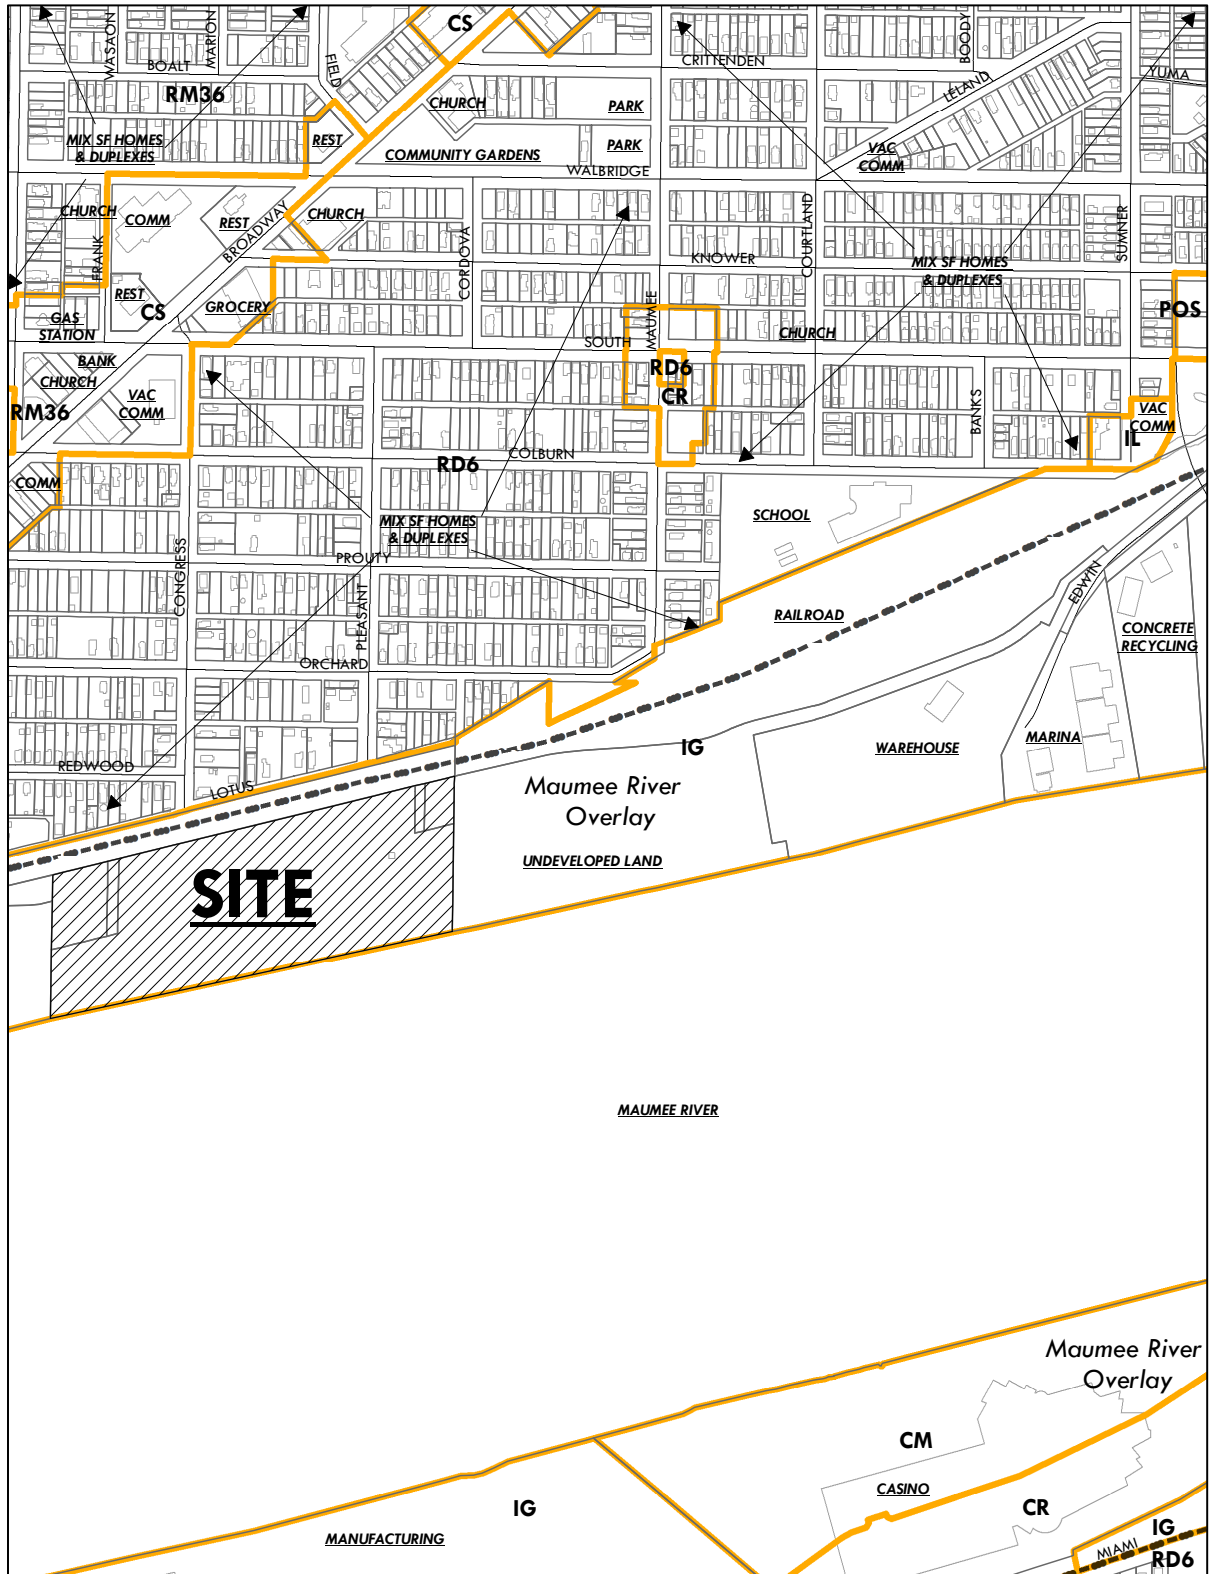 CS
WASAON
MARION
BOALT
FIELD
BOODY
CRITTENDEN
YUMA
LELAND
RM36
CHURCH
PARK
MIX SF HOMES
& DUPLEXES
REST
PARK
COMMUNITY GARDENS
VAC
COMM
WALBRIDGE
CHURCH
COMM
REST
CHURCH
BROADWAY
FRANK
CORDOVA
COURTLAND
SUMNER
KNOWER
MIX SF HOMES
& DUPLEXES
REST
CS
GROCERY
GAS
STATION
POS
MAUMEE
SOUTH
CHURCH
BANK
CHURCH
RD6
CR
VAC
COMM
RM36
BANKS
VAC
COMM
IL
COLBURN
RD6
COMM
SCHOOL
MIX SF HOMES
& DUPLEXES
PROUTY
CONGRESS
PLEASANT
EDWIN
RAILROAD
CONCRETE
RECYCLING
ORCHARD
IG
WAREHOUSE
MARINA
REDWOOD
LOTUS
Maumee River
Overlay
UNDEVELOPED LAND
SITE
MAUMEE RIVER
Maumee River
Overlay
CM
CASINO
IG
CR
MANUFACTURING
MIAMI
IG
RD6